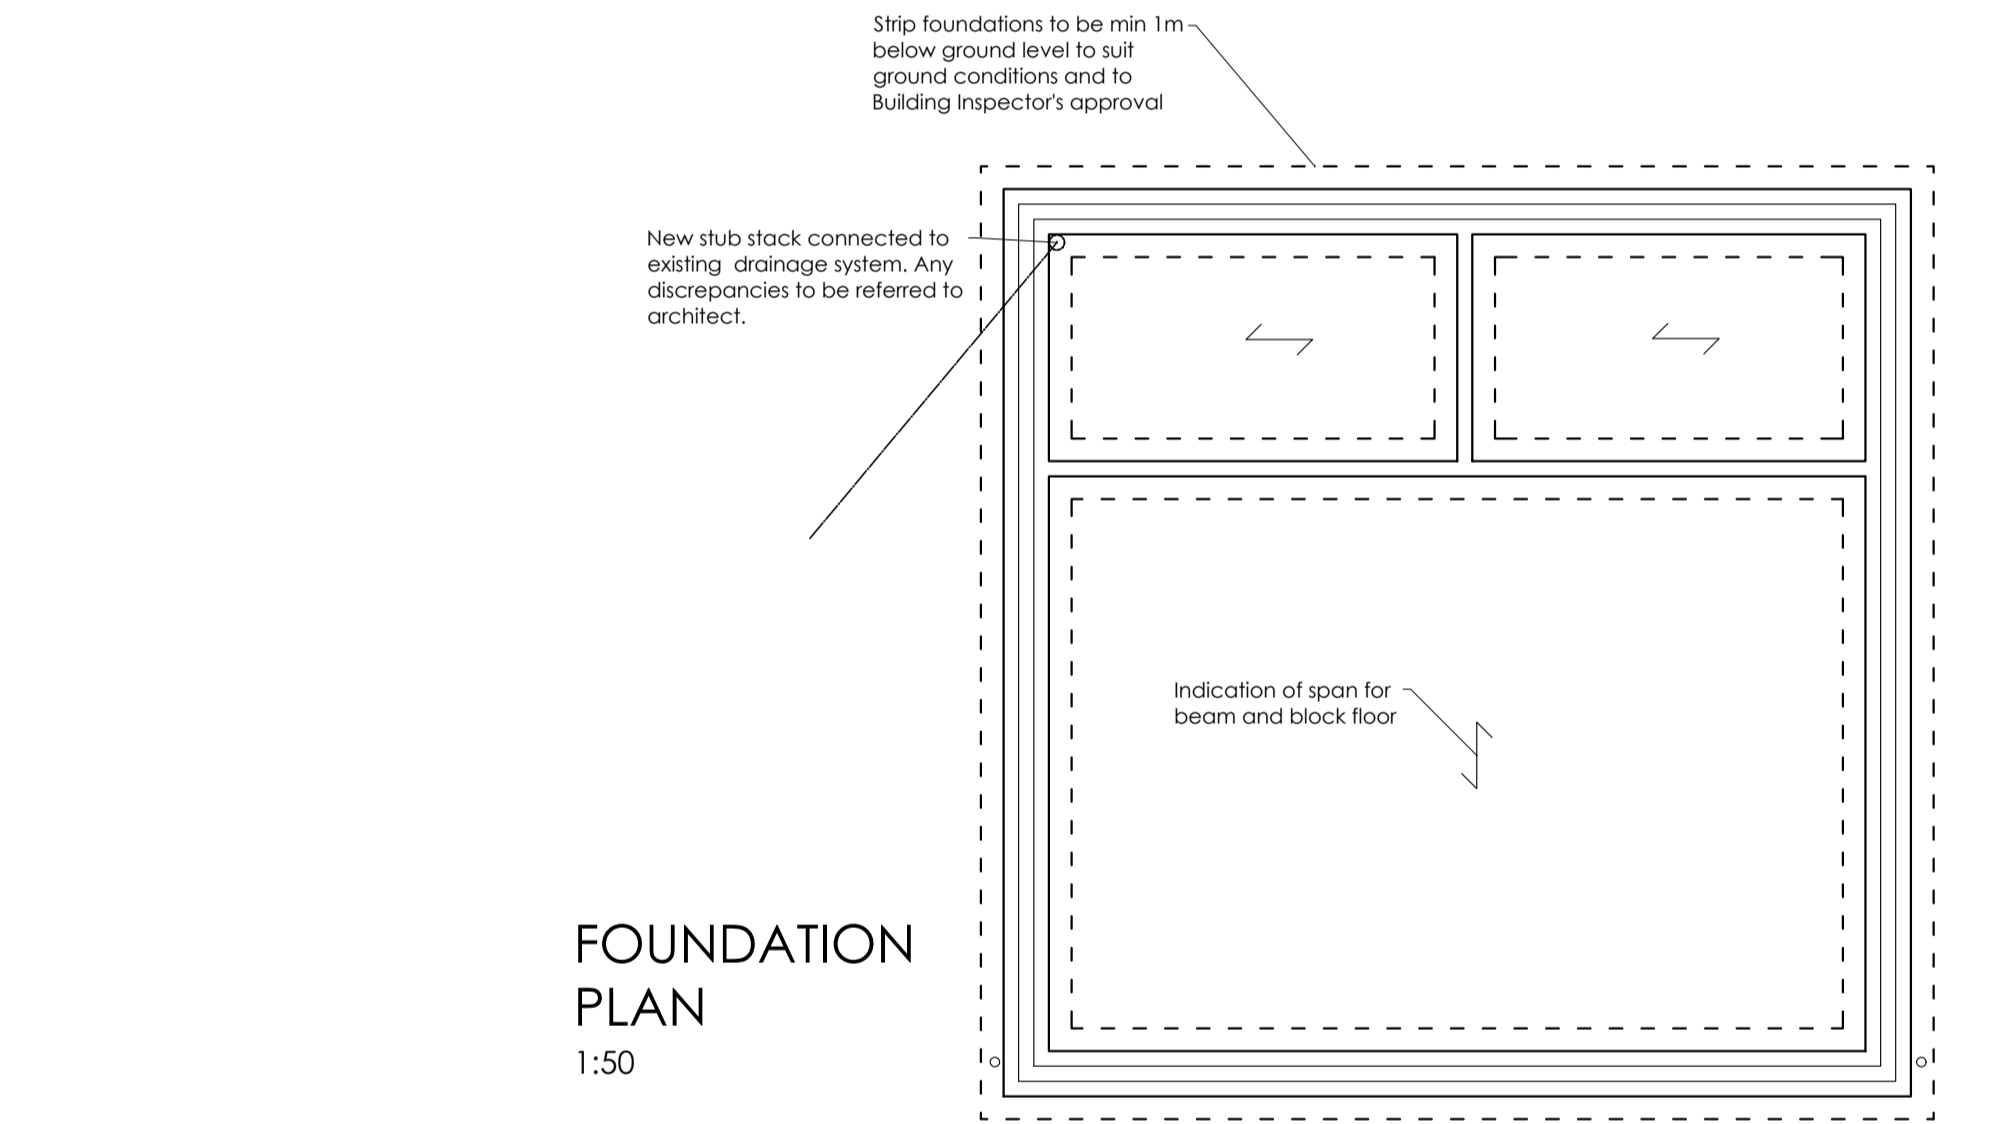 Strip foundations to be min 1m
below ground level to suit
ground conditions and to
Building Inspector's approval
New stub stack connected to
existing  drainage system. Any
discrepancies to be referred to
architect.
Indication of span for
beam and block floor
FOUNDATION
PLAN
1:50